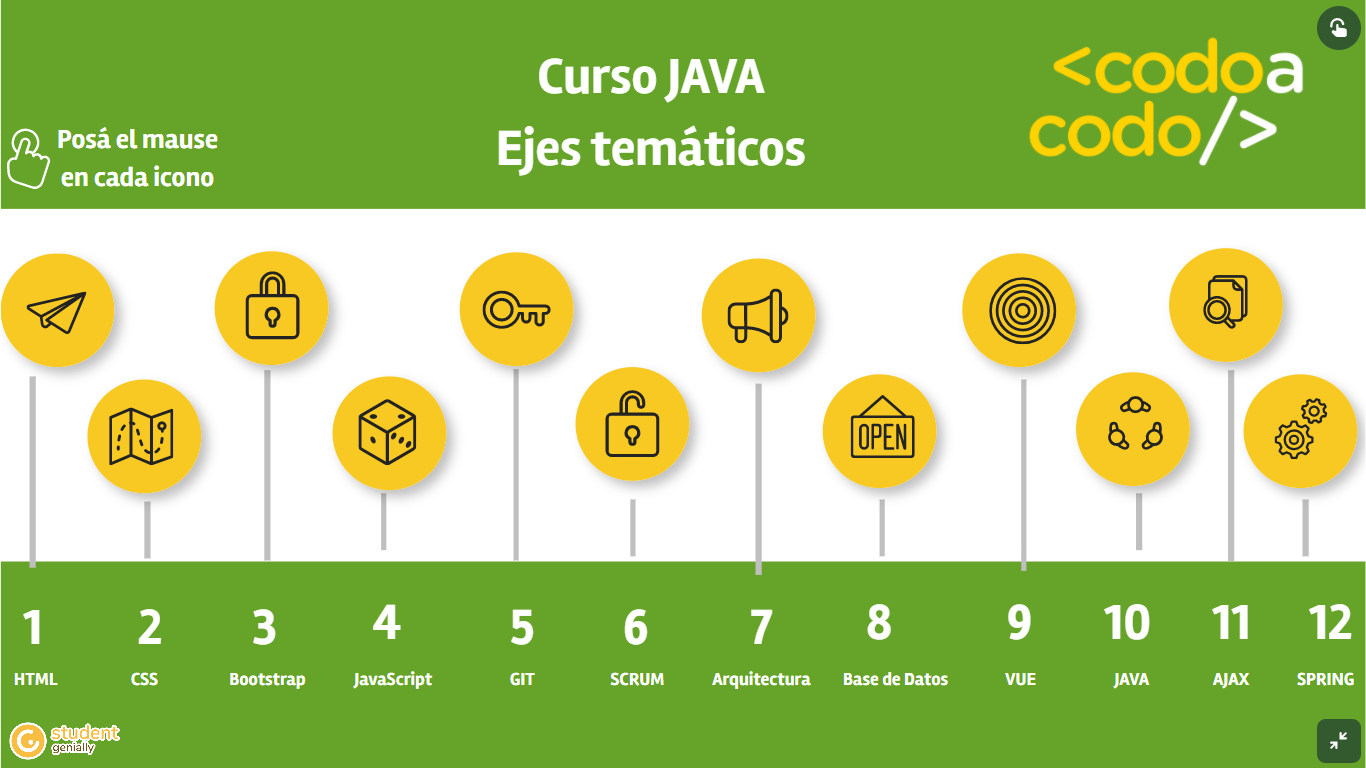 Curso JAVA
Ejes temáticos
<codoa
codo/>
Posá el mause
en cada icono
OPEN
1
2
3
4
5
6
7
8
9
10
11
12
HTML
CSS
Bootstrap
JavaScript
GIT
SCRUM
Arquitectura
Base de Datos
VUE
JAVA
AJAX
SPRING
student
genially